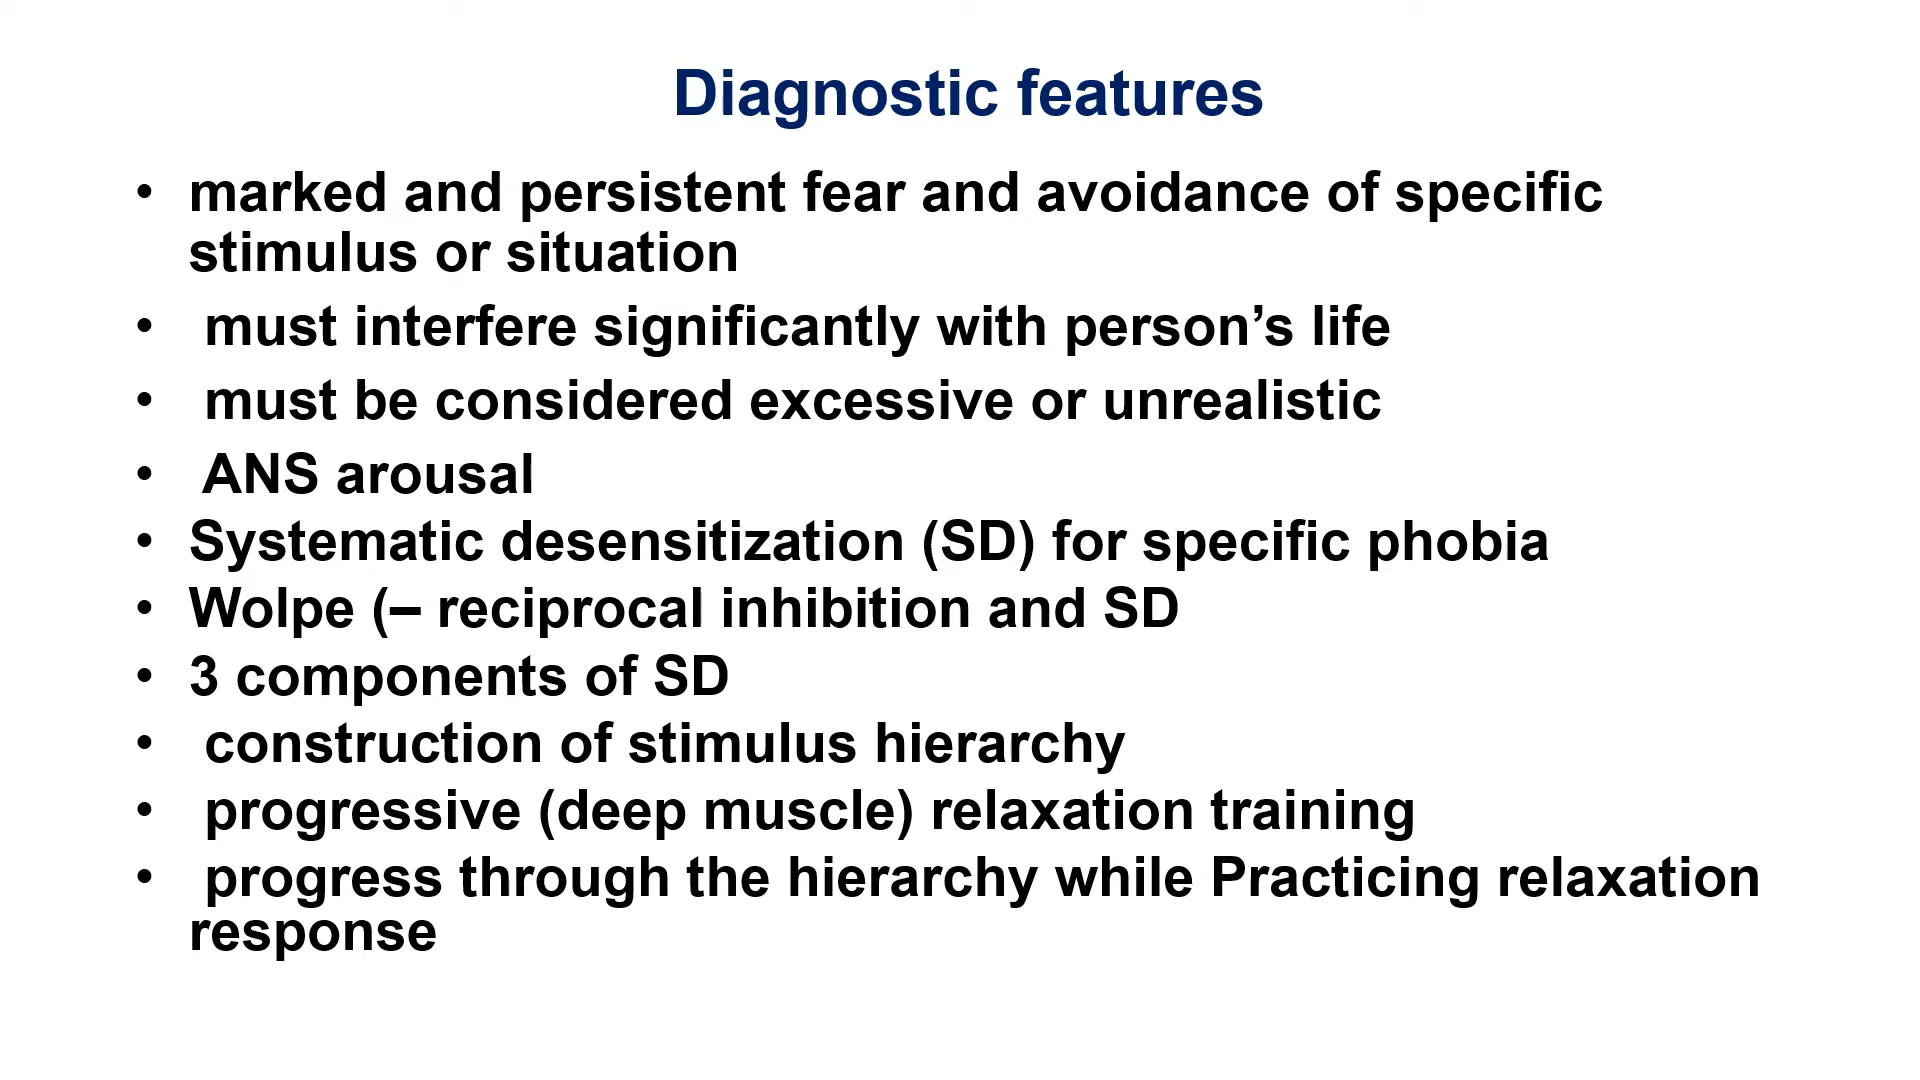 Diagnostic features
• marked and persistent fear and avoidance of specific
stimulus or situation
• must interfere significantly with person’s life
• must be considered excessive or unrealistic
• ANS arousal
• Systematic desensitization (SD) for specific phobia
• Wolpe (– reciprocal inhibition and SD
• 3 components of SD
• construction of stimulus hierarchy
• progressive (deep muscle) relaxation training
• progress through the hierarchy while Practicing relaxation
response